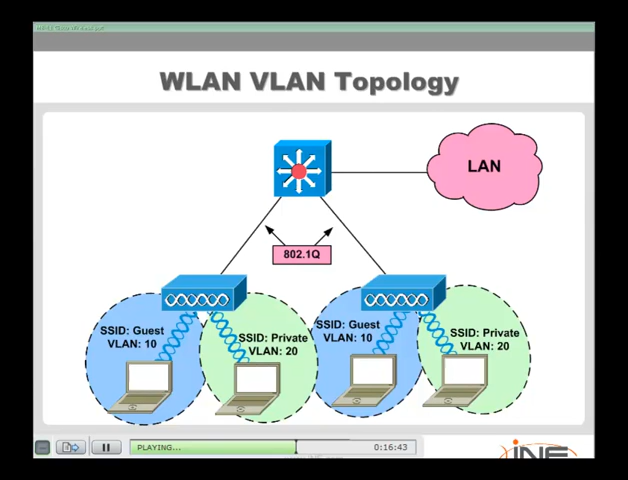 WLAN VLAN Topology
LAN
802.1Q
SSID: Guest
VLAN: 10
SSID: Private
VLAN: 20
SSID: Guest
VLAN: 10
SSID: Private
VLAN: 20
PLAYING...
0:16:43